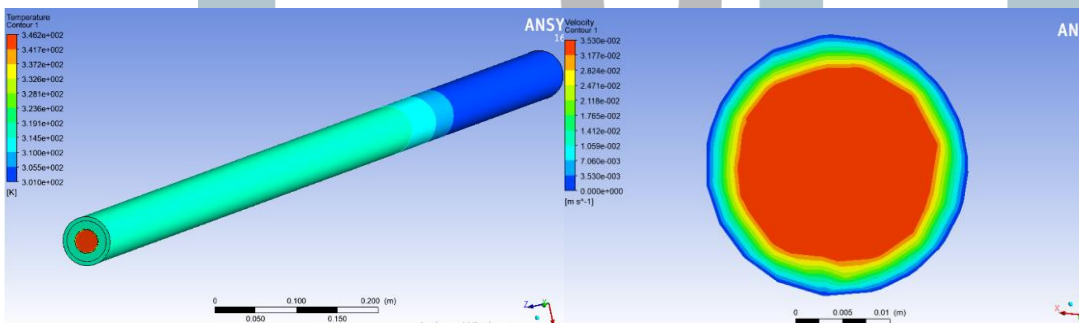 Temperature
Contour 1
3.462e+002
3.417e+002
3.372e+002
3.326e+002
3.281e+002
3.236e+002
3.191e+002
3.145e+002
3.100e+002
3.055e+002
3.010e+002
[K]
ANSY
16
0 0.100 0.200 (m)
0.050 0.150
Z X
Velocity
Contour 1
3.530e-002
3.177e-002
2.824e-002
2.471e-002
2.118e-002
1.765e-002
1.412e-002
1.059e-002
7.060e-003
3.530e-003
0.000e+000
[m s^-1]
AN
0 0.005 0.01 (m)
X